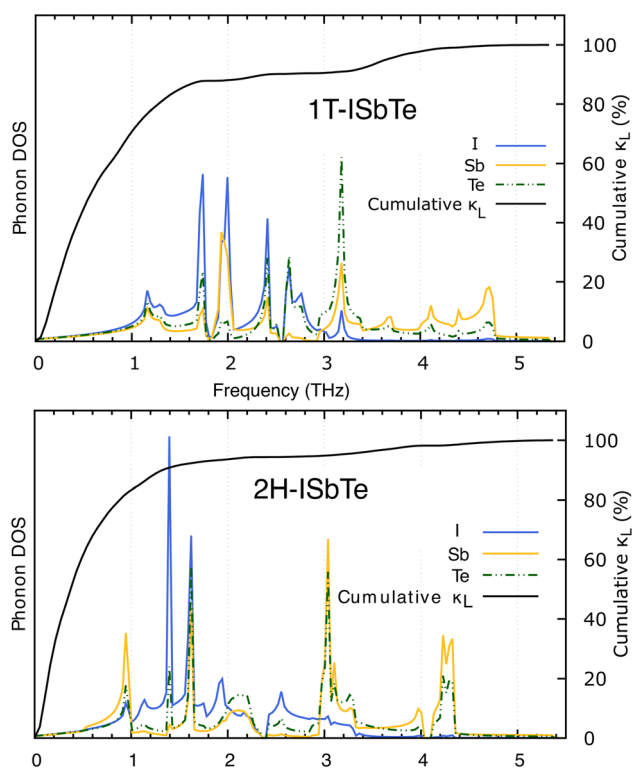 100
80
60
40
20
0
Phonon DOS
1T-ISbTe
I
Sb
Te
Cumulative κL
Cumulative κL (%)
0 1 2 3 4 5
Frequency (THz)
100
80
60
40
20
0
Phonon DOS
2H-ISbTe
I
Sb
Te
Cumulative κL
Cumulative κL (%)
0 1 2 3 4 5